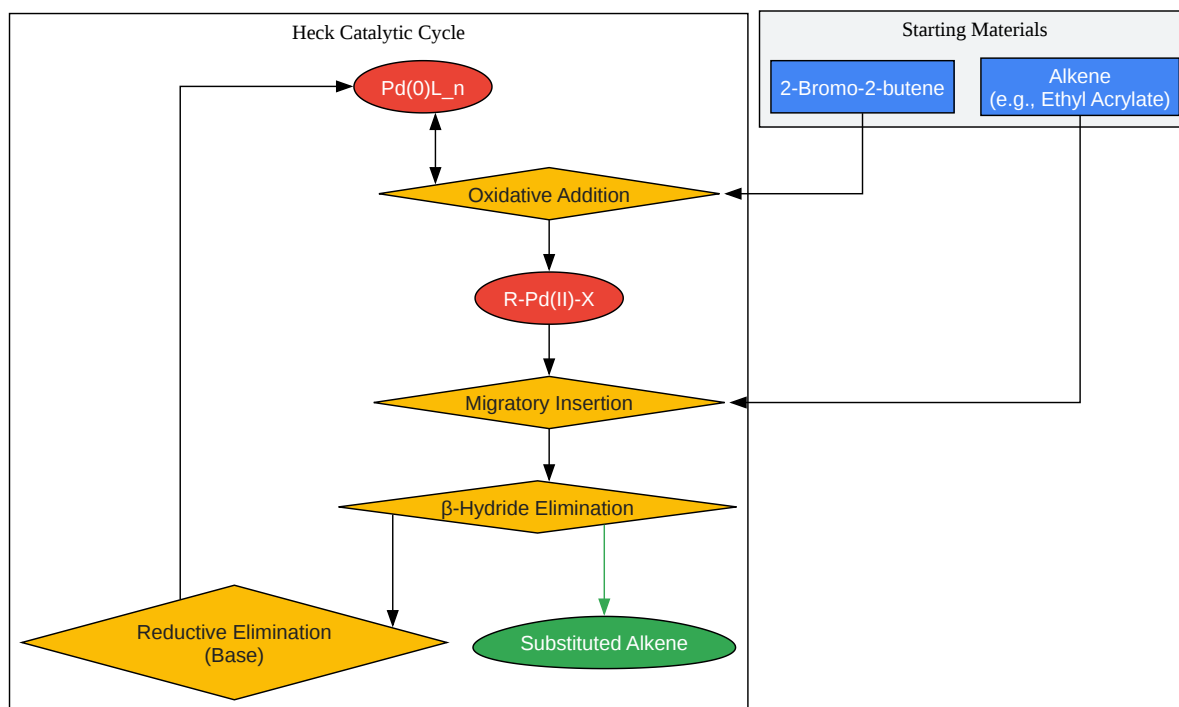 Heck Catalytic Cycle
Starting Materials
Pd(0)L_n
2-Bromo-2-butene
Alkene
(e.g., Ethyl Acrylate)
Oxidative Addition
R-Pd(II)-X
Migratory Insertion
β-Hydride Elimination
Reductive Elimination
(Base)
Substituted Alkene